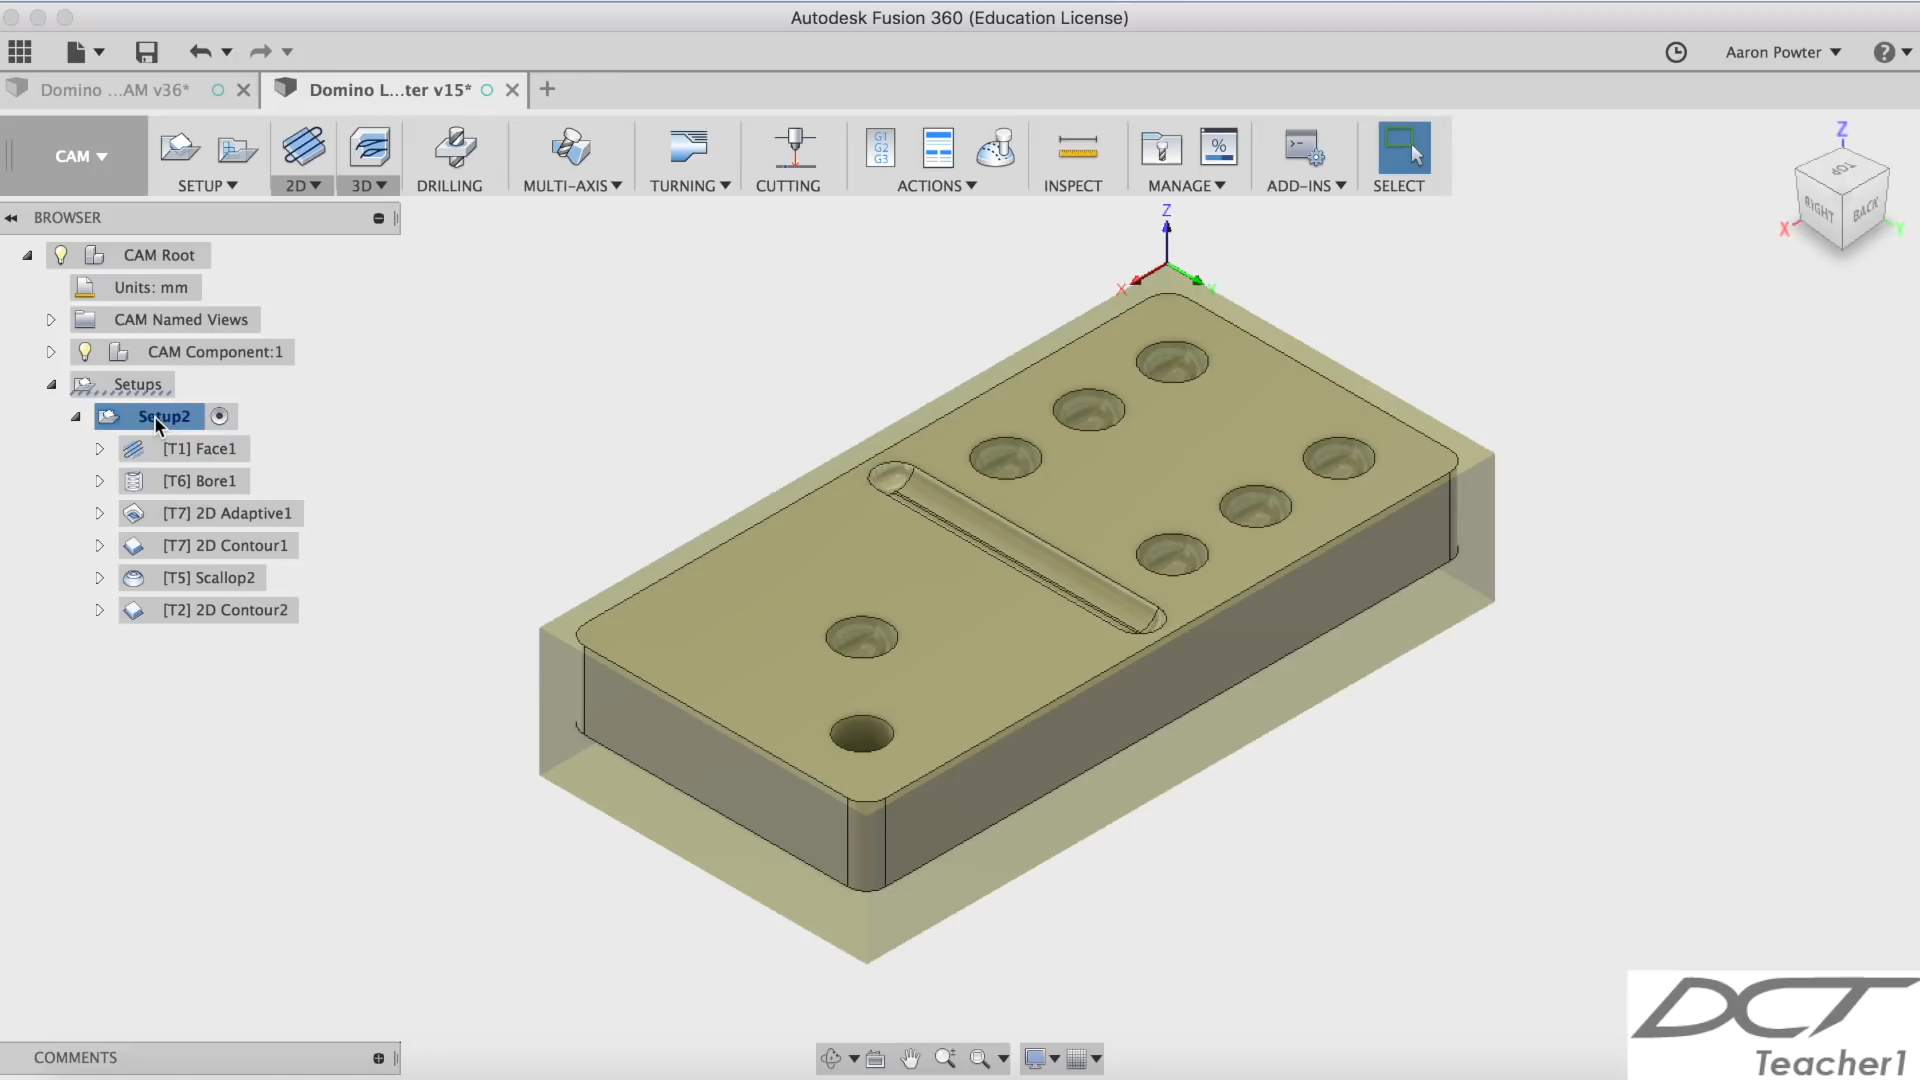 Autodesk Fusion 360 (Education License)
Aaron Powter
Domino ...AM v36*
Domino L...ter v15*
CAM
SETUP
2D
3D
DRILLING
MULTI-AXIS
TURNING
CUTTING
G1
G2
G3
ACTIONS
INSPECT
%
MANAGE
ADD-INS
SELECT
BROWSER
CAM Root
Units: mm
CAM Named Views
CAM Component:1
Setups
Setup2
[T1] Face1
[T6] Bore1
[T7] 2D Adaptive1
[T7] 2D Contour1
[T5] Scallop2
[T2] 2D Contour2
Z
X
Y
Z
TOP
RIGHT
BACK
X
Y
COMMENTS
DCT
Teacher1